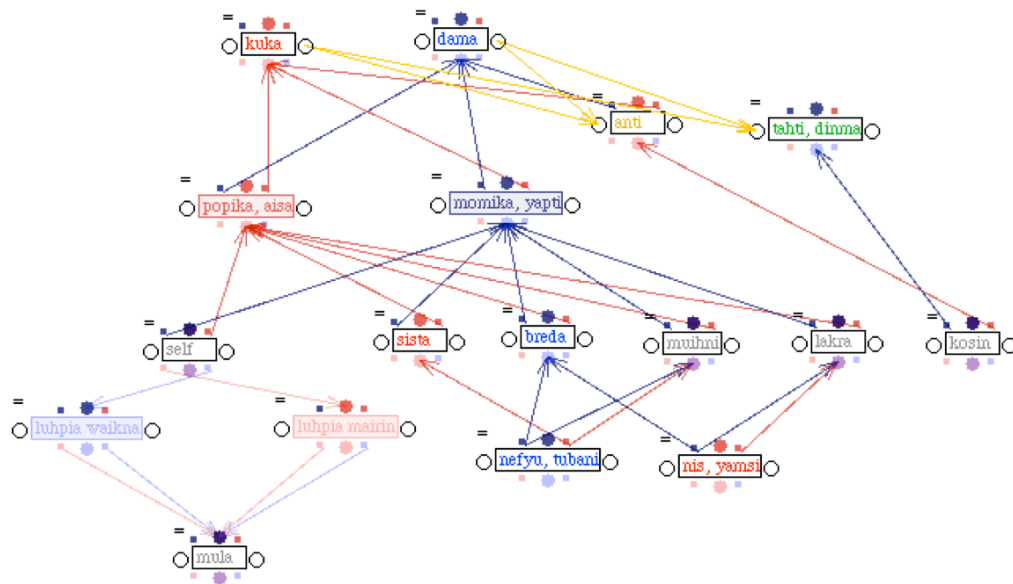 = kuka
= dama
= anti
= tahti, dinma
= popika, aisa
= momika, yapti
= self
= sista
= breda
= muihni
= lakra
= kosin
= luhpia waikna
= luhpia mairin
= nefyu, tubani
= nis, yamsi
= mula